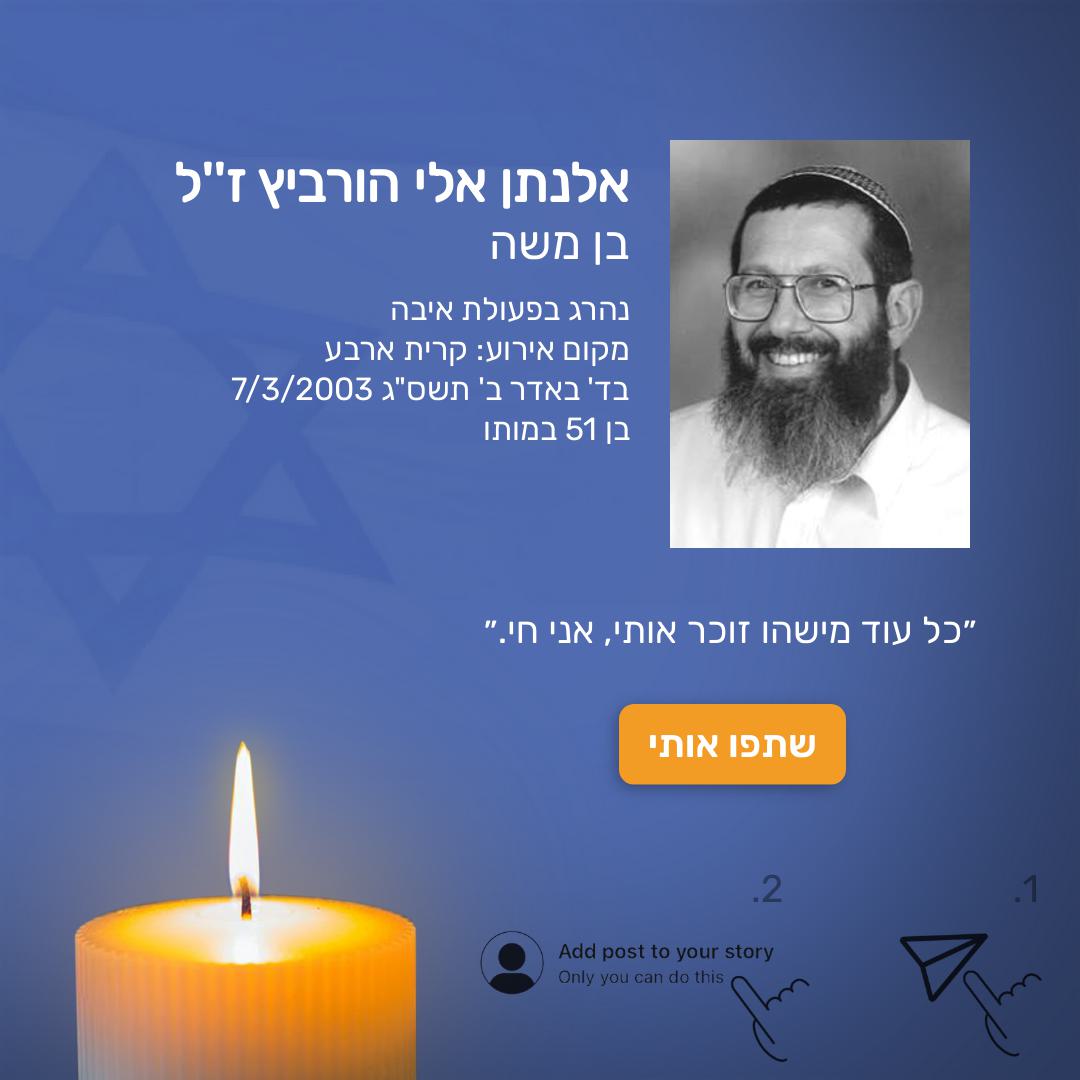 אלנתן אלי הורביץ ז''ל
בן משה
נהרג בפעולת איבה
מקום אירוע: קרית ארבע
בד' באדר ב' תשס"ג 7/3/2003
בן 51 במותו
״כל עוד מישהו זוכר אותי, אני חי.״
שתפו אותי
1.
2.
Add post to your story
Only you can do this